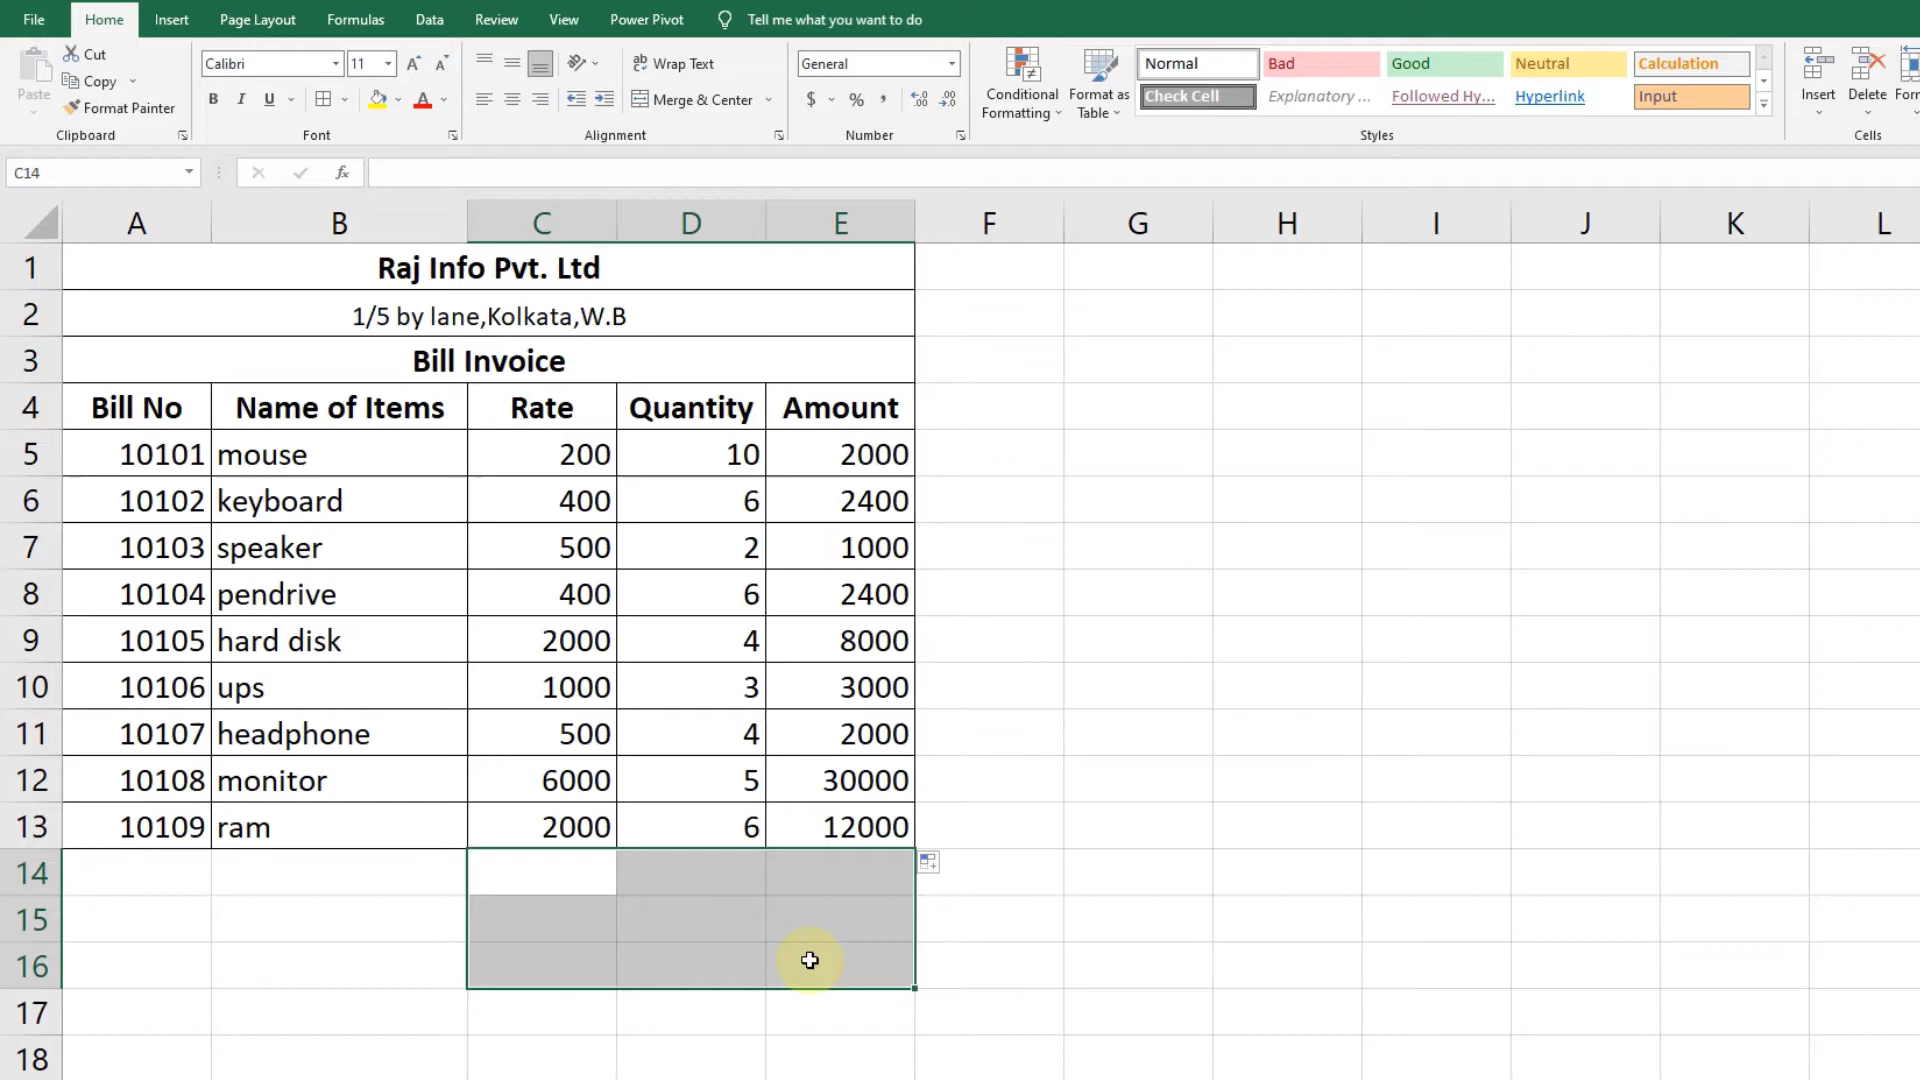 File Home Insert Page Layout Formulas Data Review View Power Pivot Tell me what you want to do
Paste
Cut
Copy
Format Painter
Clipboard
Calibri 11
B I U
Font
Wrap Text
Merge & Center
Alignment
General
$ %
Number
Conditional Formatting
Format as Table
Normal Bad Good Neutral Calculation
Check Cell Explanatory ... Followed Hy... Hyperlink Input
Styles
Insert Delete Form
Cells
C14 fx
A B C D E F G H I J K L
1 Raj Info Pvt. Ltd
2 1/5 by lane,Kolkata,W.B
3 Bill Invoice
4 Bill No Name of Items Rate Quantity Amount
5 10101 mouse 200 10 2000
6 10102 keyboard 400 6 2400
7 10103 speaker 500 2 1000
8 10104 pendrive 400 6 2400
9 10105 hard disk 2000 4 8000
10 10106 ups 1000 3 3000
11 10107 headphone 500 4 2000
12 10108 monitor 6000 5 30000
13 10109 ram 2000 6 12000
14
15
16
17
18